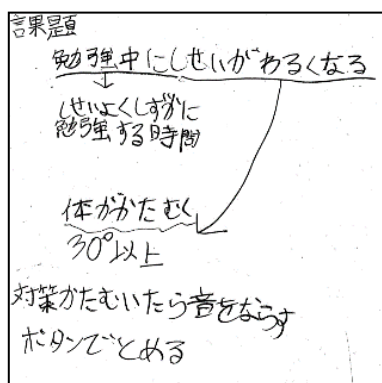 課題
勉強中にしせいがわるくなる
しせいよくしずかに
勉強する時間
体がかたむく
30°以上
対策かたむいたら音をならす
ボタンでとめる